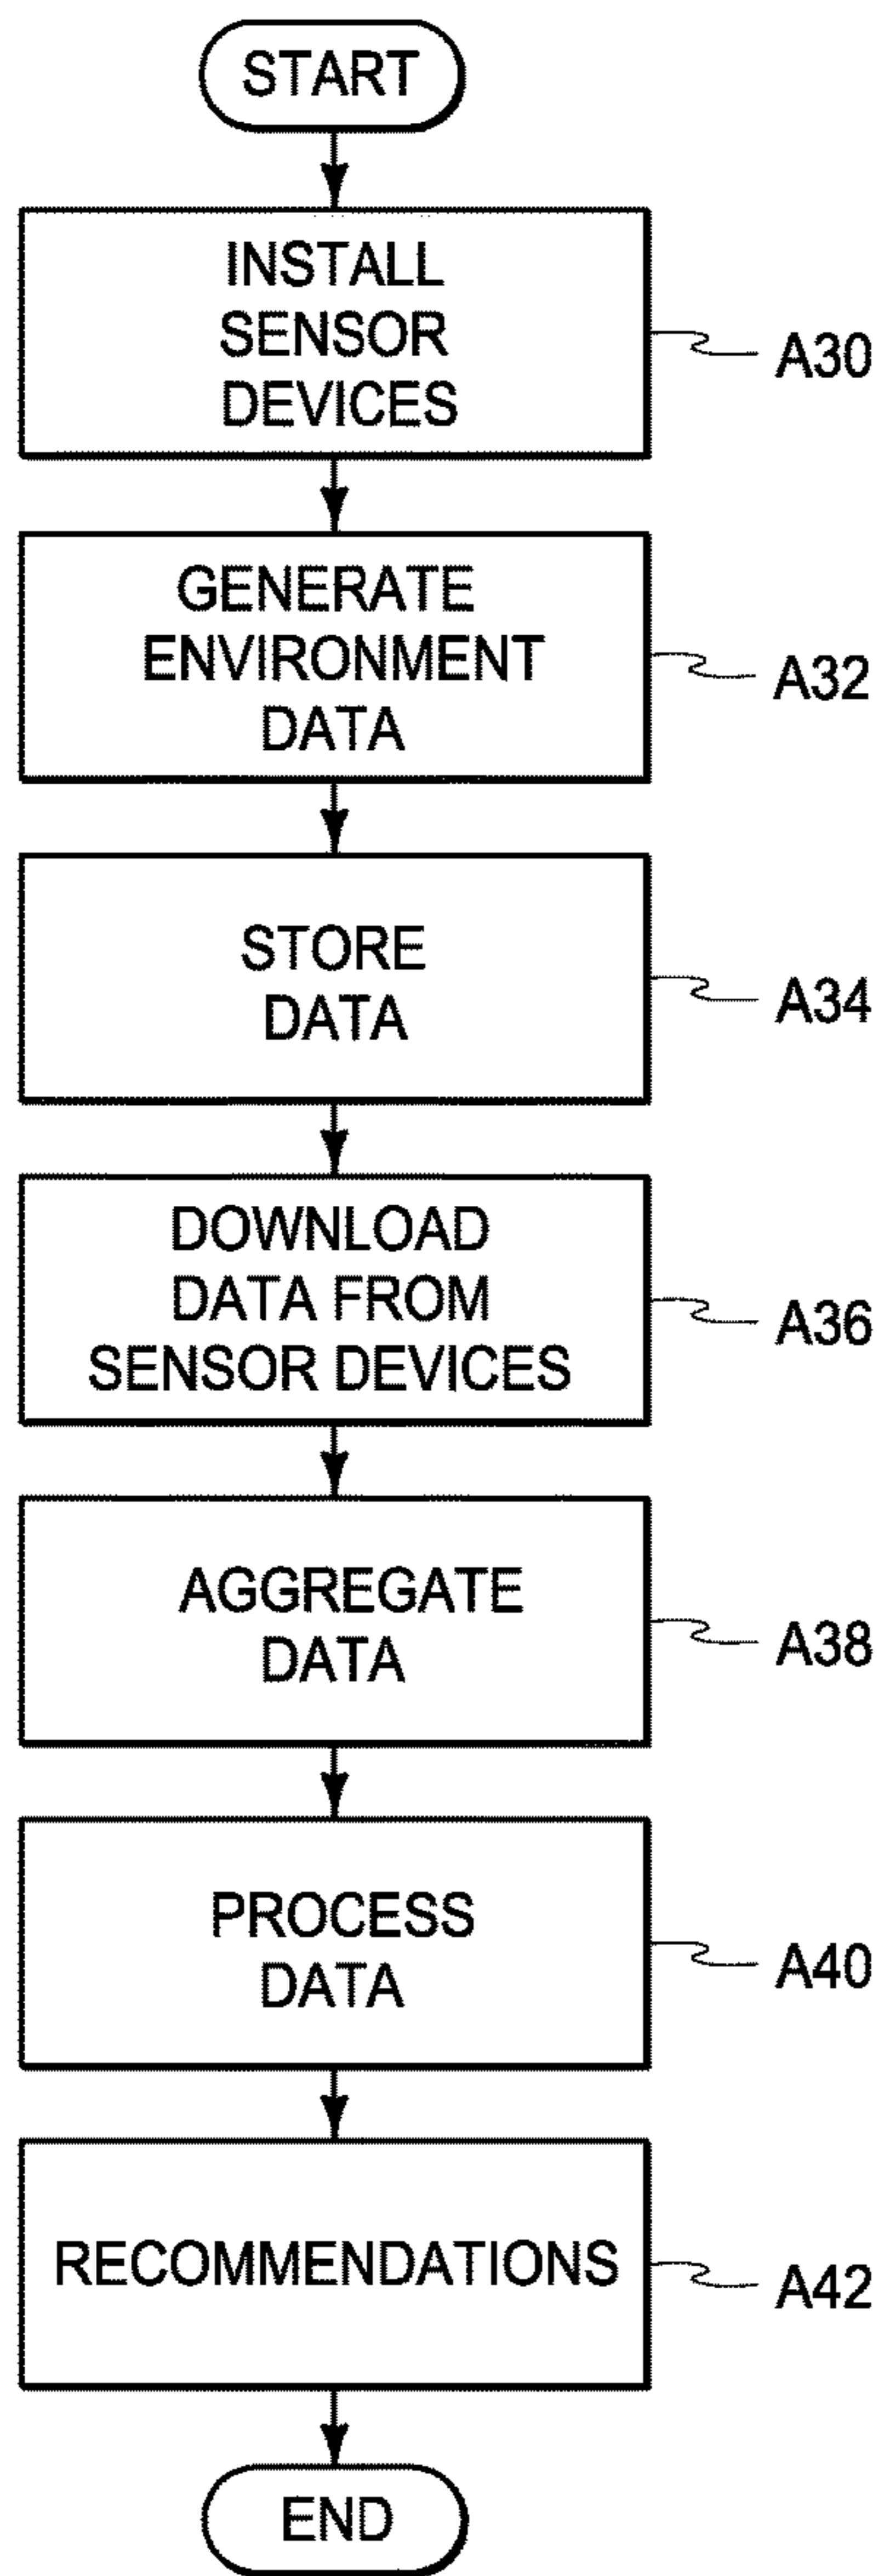 START
INSTALL
SENSOR
DEVICES
A30
GENERATE
ENVIRONMENT
DATA
A32
STORE
DATA
A34
DOWNLOAD
DATA FROM
SENSOR DEVICES
A36
AGGREGATE
DATA
A38
PROCESS
DATA
A40
RECOMMENDATIONS
A42
END